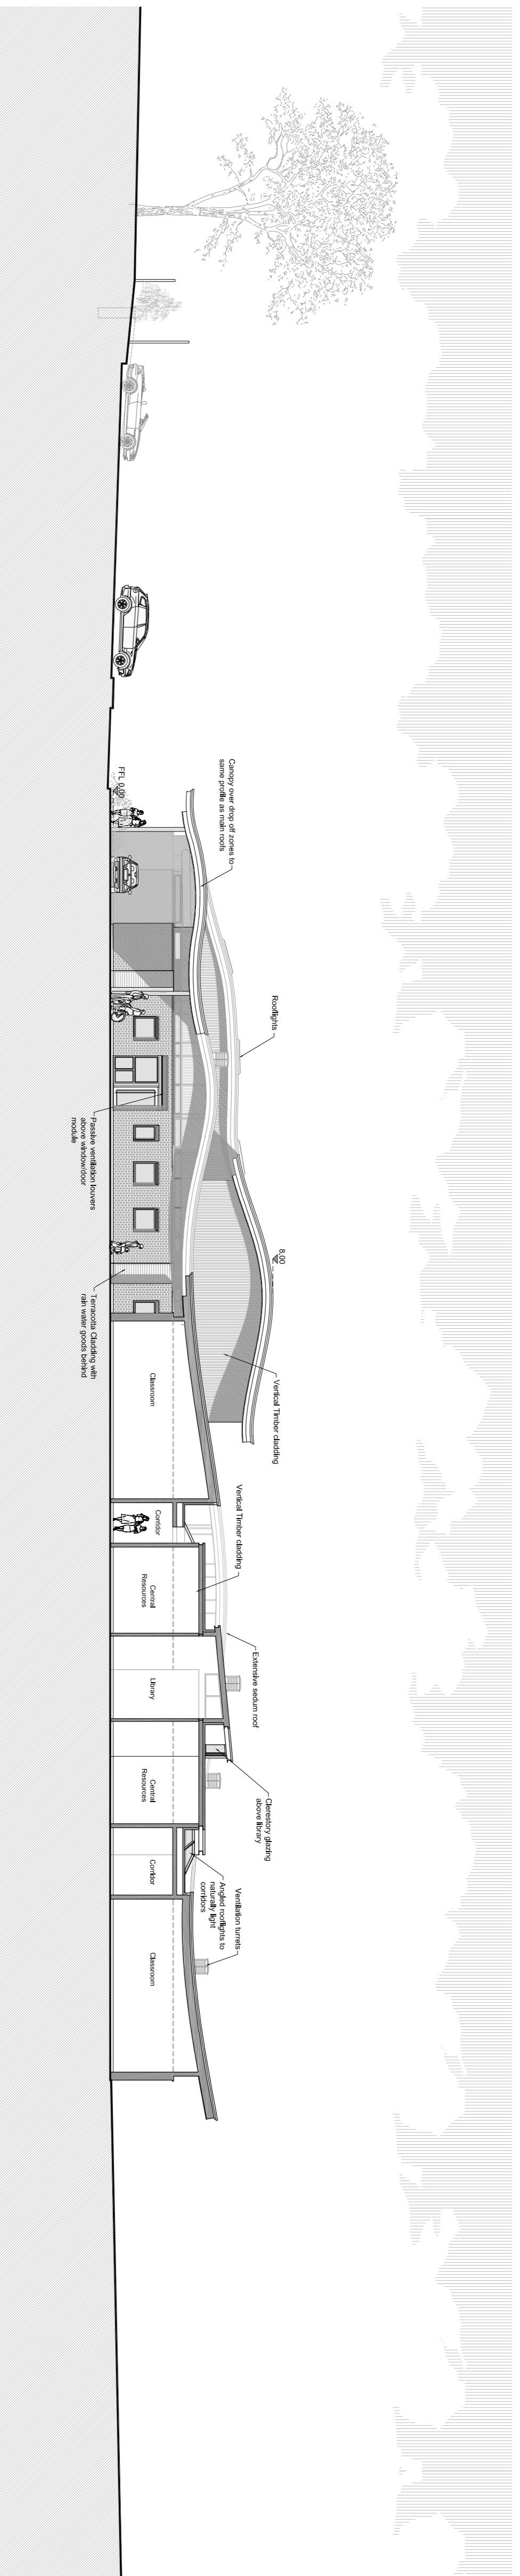 FFL 0.00
Canopy over drop off zones to
same profile as main roofs
Rooflights
Passive ventilation louvers
above window/door
module
8.00
Terracotta Cladding with
rain water goods behind
Vertical Timber cladding
Classroom
Vertical Timber cladding
Corridor
Central
Resources
Extensive sedum roof
Library
Clerestory glazing
above library
Central
Resources
Angled rooflights to
naturally light
corridors
Corridor
Ventilation turrets
Classroom